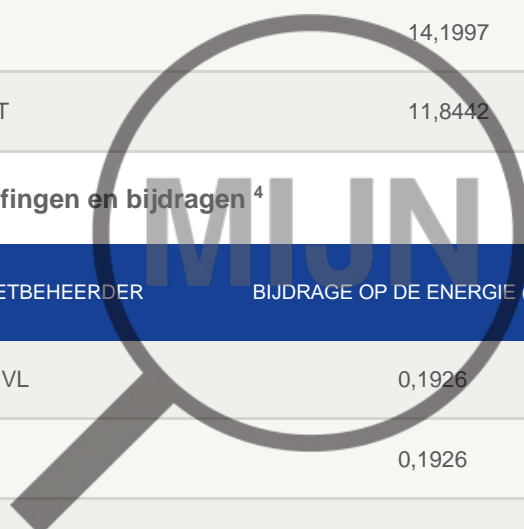 14,1997
T 11,8442
fingen en bijdragen 4
MIJN
ETBEHEERDER BIJDRAGE OP DE ENERGIE (
VL 0,1926
0,1926